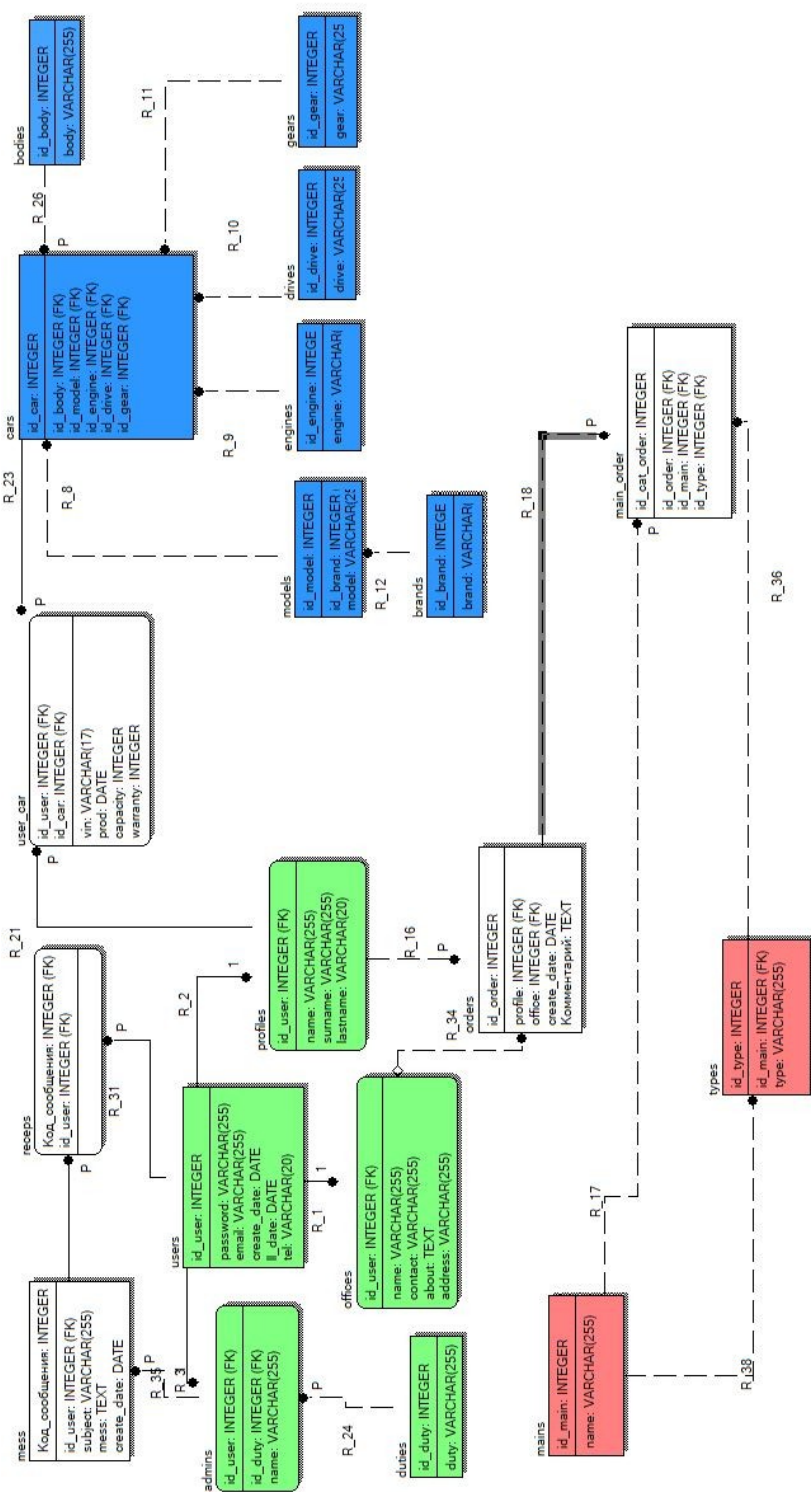 mess
Код_сообщения: INTEGER
id_user: INTEGER (FK)
subject: VARCHAR(255)
mess: TEXT
create_date: DATE
P
receps
Код_сообщения: INTEGER (FK)
id_user: INTEGER (FK)
P
P
R_31
R_21
user_car
id_user: INTEGER (FK)
id_car: INTEGER (FK)
vin: VARCHAR(17)
prod: DATE
capacity: INTEGER
warranty: INTEGER
P
P
R_23
cars
id_car: INTEGER
id_body: INTEGER (FK)
id_model: INTEGER (FK)
id_engine: INTEGER (FK)
id_drive: INTEGER (FK)
id_gear: INTEGER (FK)
P
R_26
bodies
id_body: INTEGER
body: VARCHAR(255)
R_8
R_9
R_10
R_11
R_35
R_3
admins
id_user: INTEGER (FK)
id_duty: INTEGER (FK)
name: VARCHAR(255)
P
R_24
duties
id_duty: INTEGER
duty: VARCHAR(255)
users
id_user: INTEGER
password: VARCHAR(255)
email: VARCHAR(255)
create_date: DATE
ll_date: DATE
tel: VARCHAR(20)
R_2
1
R_1
1
profiles
id_user: INTEGER (FK)
name: VARCHAR(255)
surname: VARCHAR(255)
lastname: VARCHAR(20)
models
id_model: INTEGER
id_brand: INTEGER (
model: VARCHAR(25
engines
id_engine: INTEGE
engine: VARCHAR(
drives
id_drive: INTEGER
drive: VARCHAR(25
gears
id_gear: INTEGER
gear: VARCHAR(25
R_12
brands
id_brand: INTEGE
brand: VARCHAR(
offices
id_user: INTEGER (FK)
name: VARCHAR(255)
contact: VARCHAR(255)
about: TEXT
address: VARCHAR(255)
R_34
R_16
P
orders
id_order: INTEGER
profile: INTEGER (FK)
office: INTEGER (FK)
create_date: DATE
Комментарий: TEXT
R_18
P
mains
id_main: INTEGER
name: VARCHAR(255)
R_17
main_order
id_cat_order: INTEGER
id_order: INTEGER (FK)
id_main: INTEGER (FK)
id_type: INTEGER (FK)
P
R_38
types
id_type: INTEGER
id_main: INTEGER (FK)
type: VARCHAR(255)
R_36